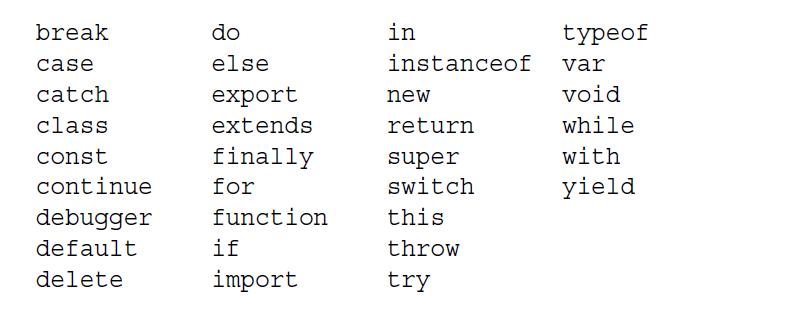 break do in typeof
case else instanceof var
catch export new void
class extends return while
const finally super with
continue for switch yield
debugger function this
default if throw
delete import try